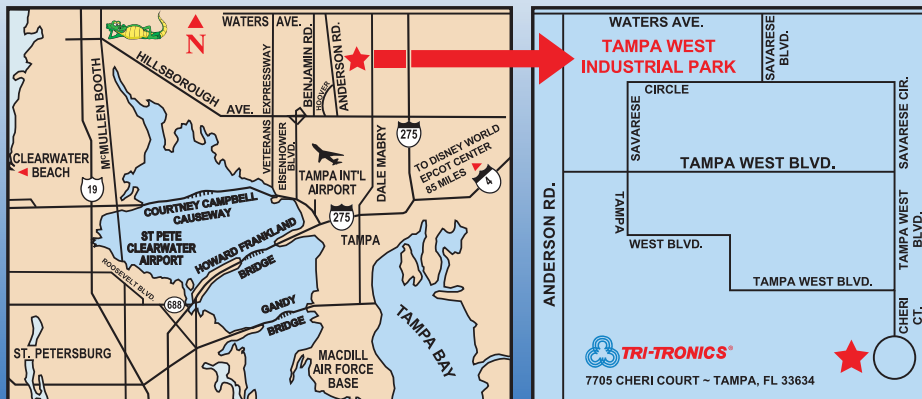 WATERS AVE.
N
HILLSBOROUGH
AVE.
McMULLEN BOOTH
VETERANS EXPRESSWAY
EISENHOWER
BLVD.
BENJAMIN RD.
HOOVER
ANDERSON RD.
DALE MABRY
275
TO DISNEY WORLD
EPCOT CENTER
85 MILES
4
CLEARWATER
BEACH
19
TAMPA INT'L
AIRPORT
COURTNEY CAMPBELL
CAUSEWAY
275
TAMPA
ST PETE
CLEARWATER
AIRPORT
HOWARD FRANKLAND
BRIDGE
ROOSEVELT BLVD.
688
GANDY
BRIDGE
ST. PETERSBURG
MACDILL
AIR FORCE
BASE
TAMPA BAY
WATERS AVE.
TAMPA WEST
INDUSTRIAL PARK
SAVARESE
BLVD.
CIRCLE
SAVARESE
SAVARESE CIR.
TAMPA WEST BLVD.
ANDERSON RD.
TAMPA
WEST BLVD.
TAMPA WEST
BLVD.
TAMPA WEST BLVD.
CHERI
CT.
TRI-TRONICS®
7705 CHERI COURT ~ TAMPA, FL 33634